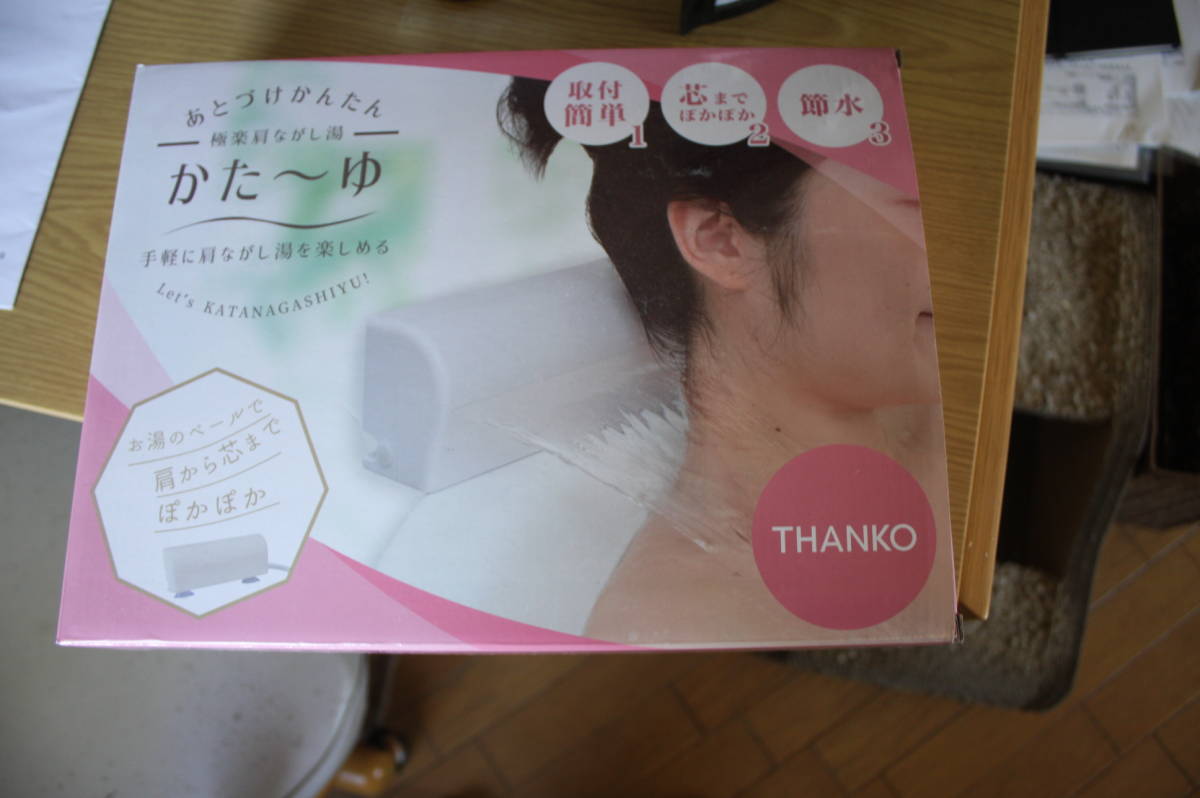 あとづけかんたん
極楽肩ながし湯
かた〜ゆ
手軽に肩ながし湯を楽しめる
Let's KATANAGASHIYU!
取付
簡単
1
芯まで
ぽかぽか
2
節水
3
お湯のベールで
肩から芯まで
ぽかぽか
THANKO